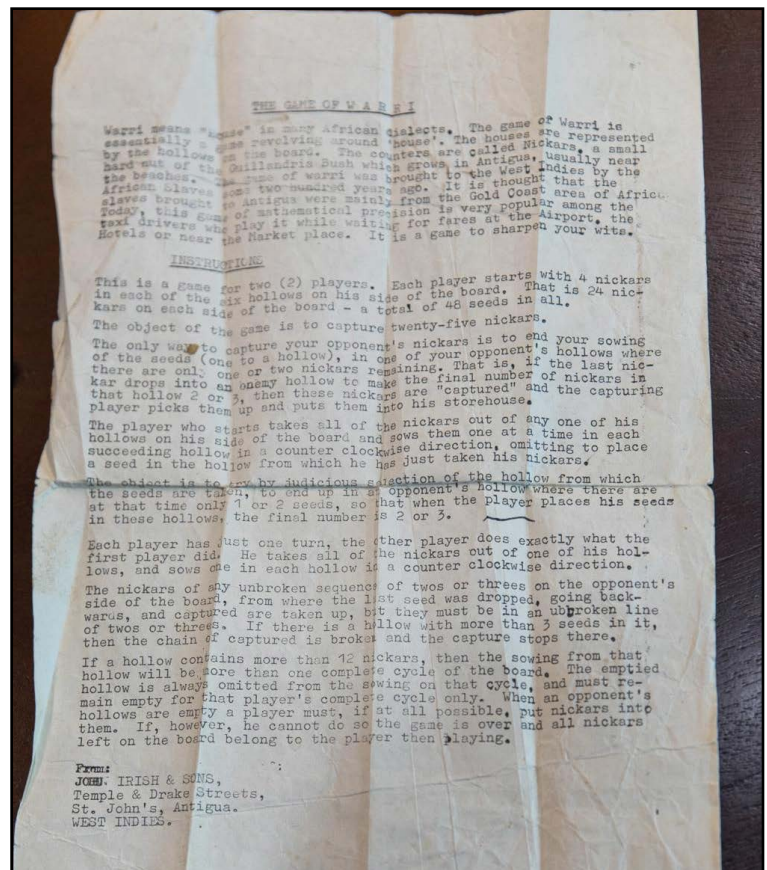 THE GAME OF W A R R I
Warri means "house" in many African dialects. The game of Warri is
essentially a game revolving around 'house'. The houses are represented
by the hollows on the board. The counters are called Nickars, a small
hard nut of the Guillandris Bush which grows in Antigua, usually near
the beaches. The game of warri was brought to the West Indies by the
African Slaves some two hundred years ago. It is thought that the
slaves brought to Antigua were mainly from the Gold Coast area of Africa
Today, this game of mathematical precision is very popular among the
taxi drivers who play it while waiting for fares at the Airport, the
Hotels or near the Market place. It is a game to sharpen your wits.
INSTRUCTIONS
This is a game for two (2) players. Each player starts with 4 nickars
in each of the six hollows on his side of the board. That is 24 nic-
kars on each side of the board - a total of 48 seeds in all.
The object of the game is to capture twenty-five nickars.
The only way to capture your opponent's nickars is to end your sowing
of the seeds (one to a hollow), in one of your opponent's hollows where
there are only one or two nickars remaining. That is, if the last nic-
kar drops into an enemy hollow to make the final number of nickars in
that hollow 2 or 3, then these nickars are "captured" and the capturing
player picks them up and puts them into his storehouse.
The player who starts takes all of the nickars out of any one of his
hollows on his side of the board and sows them one at a time in each
succeeding hollow in a counter clockwise direction, omitting to place
a seed in the hollow from which he has just taken his nickars.
The object is to try by judicious selection of the hollow from which
the seeds are taken, to end up in an opponent's hollow where there are
at that time only 1 or 2 seeds, so that when the player places his seeds
in these hollows, the final number is 2 or 3.
Each player has just one turn, the other player does exactly what the
first player did. He takes all of the nickars out of one of his hol-
lows, and sows one in each hollow in a counter clockwise direction.
The nickars of any unbroken sequence of twos or threes on the opponent's
side of the board, from where the last seed was dropped, going back-
wards, and captured are taken up, but they must be in an ubbroken line
of twos or threes. If there is a hollow with more than 3 seeds in it,
then the chain of captured is broken and the capture stops there.
If a hollow contains more than 12 nickars, then the sowing from that
hollow will be more than one complete cycle of the board. The emptied
hollow is always omitted from the sowing on that cycle, and must re-
main empty for that player's complete cycle only. When an opponent's
hollows are empty a player must, if at all possible, put nickars into
them. If, however, he cannot do so the game is over and all nickars
left on the board belong to the player then playing.
From:
JOHN IRISH & SONS,
Temple & Drake Streets,
St. John's, Antigua.
WEST INDIES.